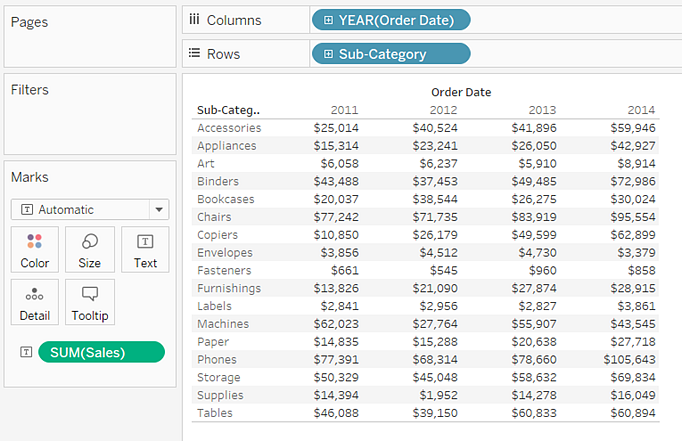 Pages
Columns
YEAR(Order Date)
Rows
Sub-Category
Filters
Marks
Automatic
Color Size Text
Detail Tooltip
SUM(Sales)
Order Date
Sub-Categ.. 2011 2012 2013 2014
Accessories $25,014 $40,524 $41,896 $59,946
Appliances $15,314 $23,241 $26,050 $42,927
Art $6,058 $6,237 $5,910 $8,914
Binders $43,488 $37,453 $49,485 $72,986
Bookcases $20,037 $38,544 $26,275 $30,024
Chairs $77,242 $71,735 $83,919 $95,554
Copiers $10,850 $26,179 $49,599 $62,899
Envelopes $3,856 $4,512 $4,730 $3,379
Fasteners $661 $545 $960 $858
Furnishings $13,826 $21,090 $27,874 $28,915
Labels $2,841 $2,956 $2,827 $3,861
Machines $62,023 $27,764 $55,907 $43,545
Paper $14,835 $15,288 $20,638 $27,718
Phones $77,391 $68,314 $78,660 $105,643
Storage $50,329 $45,048 $58,632 $69,834
Supplies $14,394 $1,952 $14,278 $16,049
Tables $46,088 $39,150 $60,833 $60,894